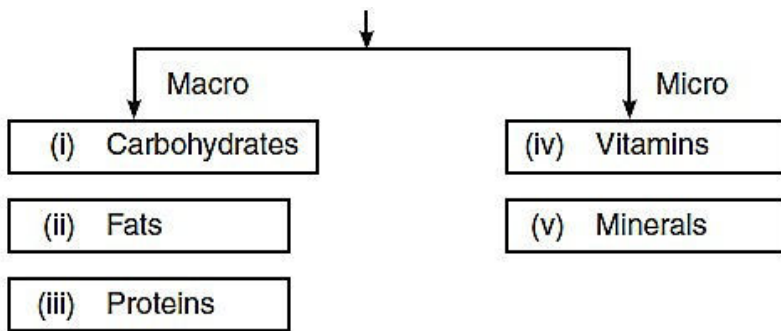 Macro
Micro
(i) Carbohydrates
(iv) Vitamins
(ii) Fats
(v) Minerals
(iii) Proteins